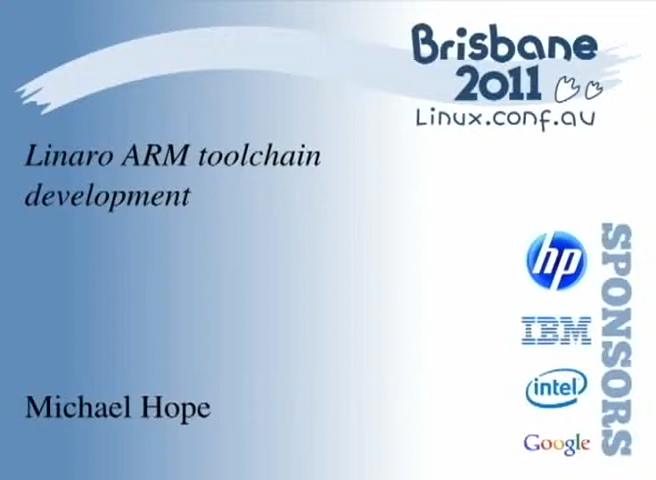 Brisbane
2011
Linux.conf.au
Linaro ARM toolchain
development
hp
IBM
intel
Google
SPONSORS
Michael Hope